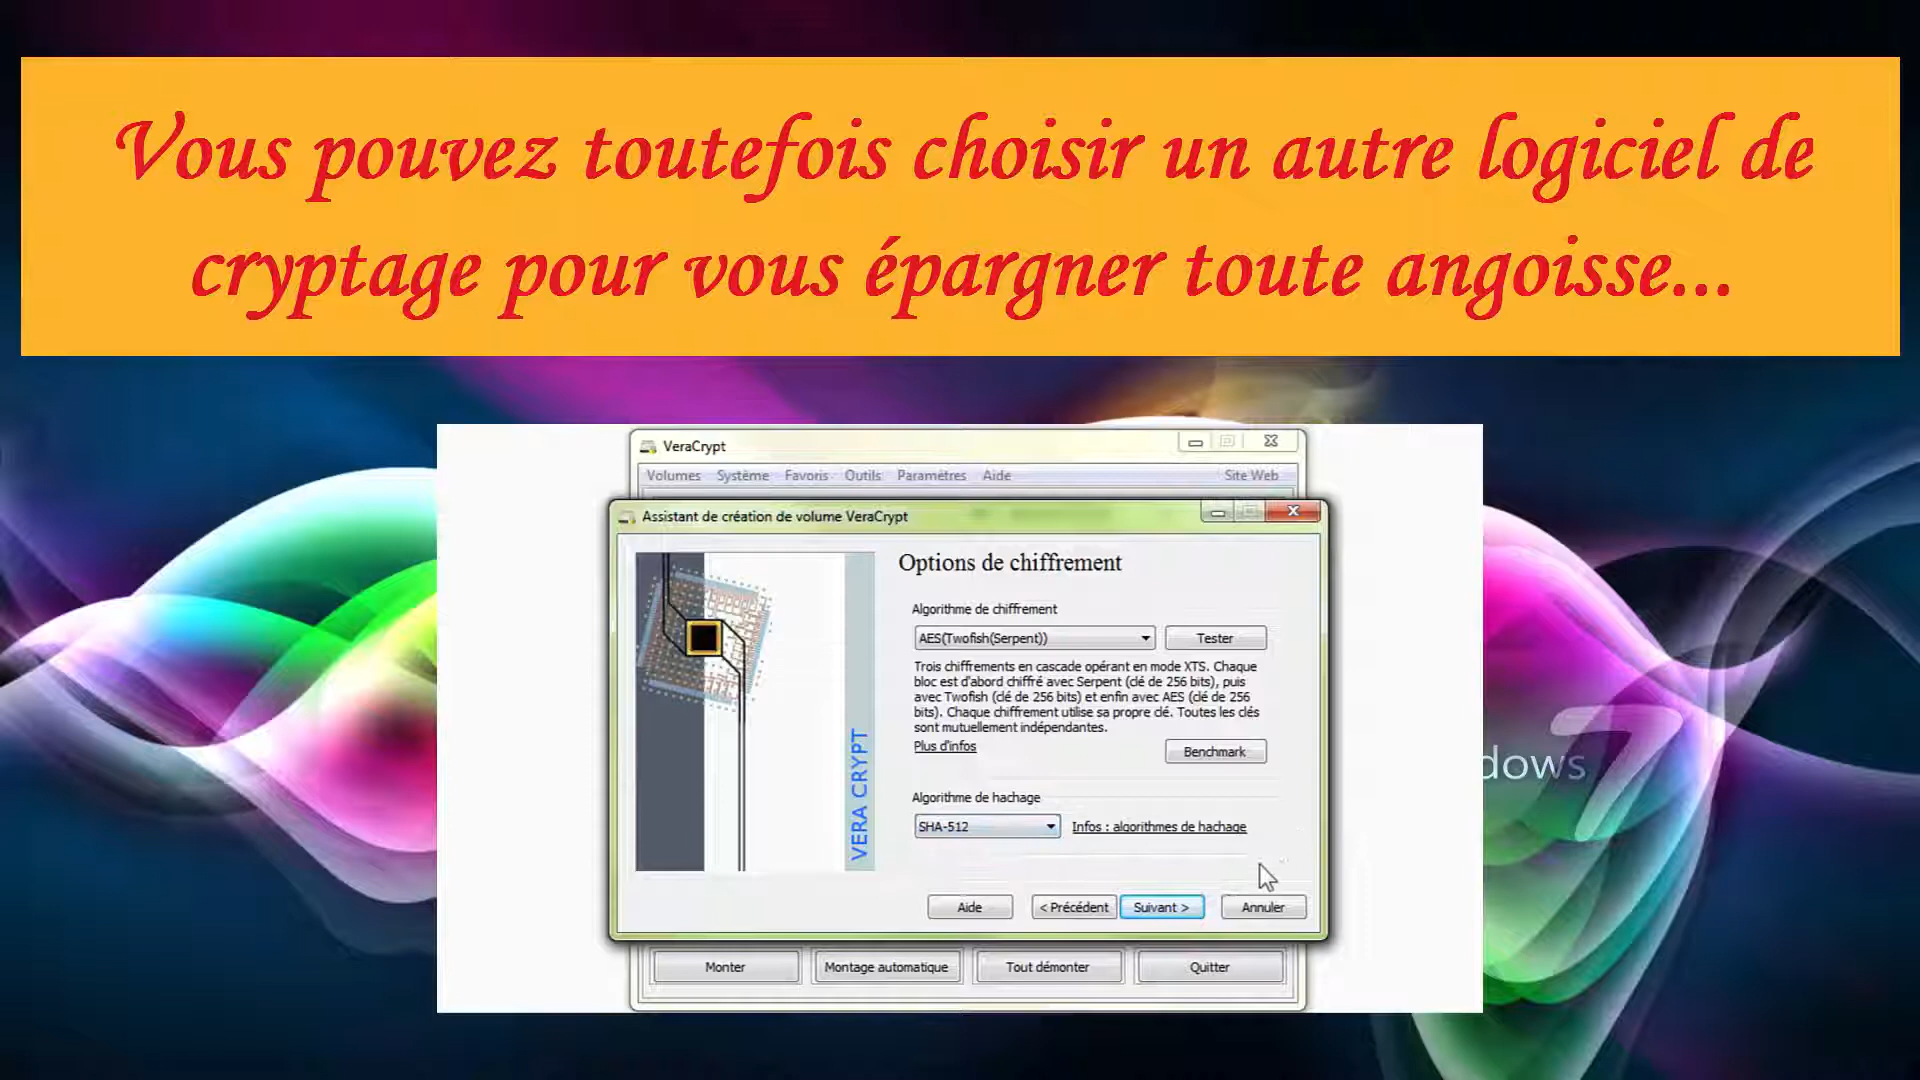 Vous pouvez toutefois choisir un autre logiciel de
cryptage pour vous épargner toute angoisse...
VeraCrypt
Volumes Système Favoris Outils Paramètres Aide Site Web
Assistant de création de volume VeraCrypt
Options de chiffrement
Algorithme de chiffrement
AES(Twofish(Serpent)) Tester
Trois chiffrements en cascade opérant en mode XTS. Chaque
bloc est d'abord chiffré avec Serpent (clé de 256 bits), puis
avec Twofish (clé de 256 bits) et enfin avec AES (clé de 256
bits). Chaque chiffrement utilise sa propre clé. Toutes les clés
sont mutuellement indépendantes.
Plus d'infos
Benchmark
VERA CRYPT
Algorithme de hachage
SHA-512 Infos : algorithmes de hachage
Aide < Précédent Suivant > Annuler
Monter Montage automatique Tout démonter Quitter
dows 7